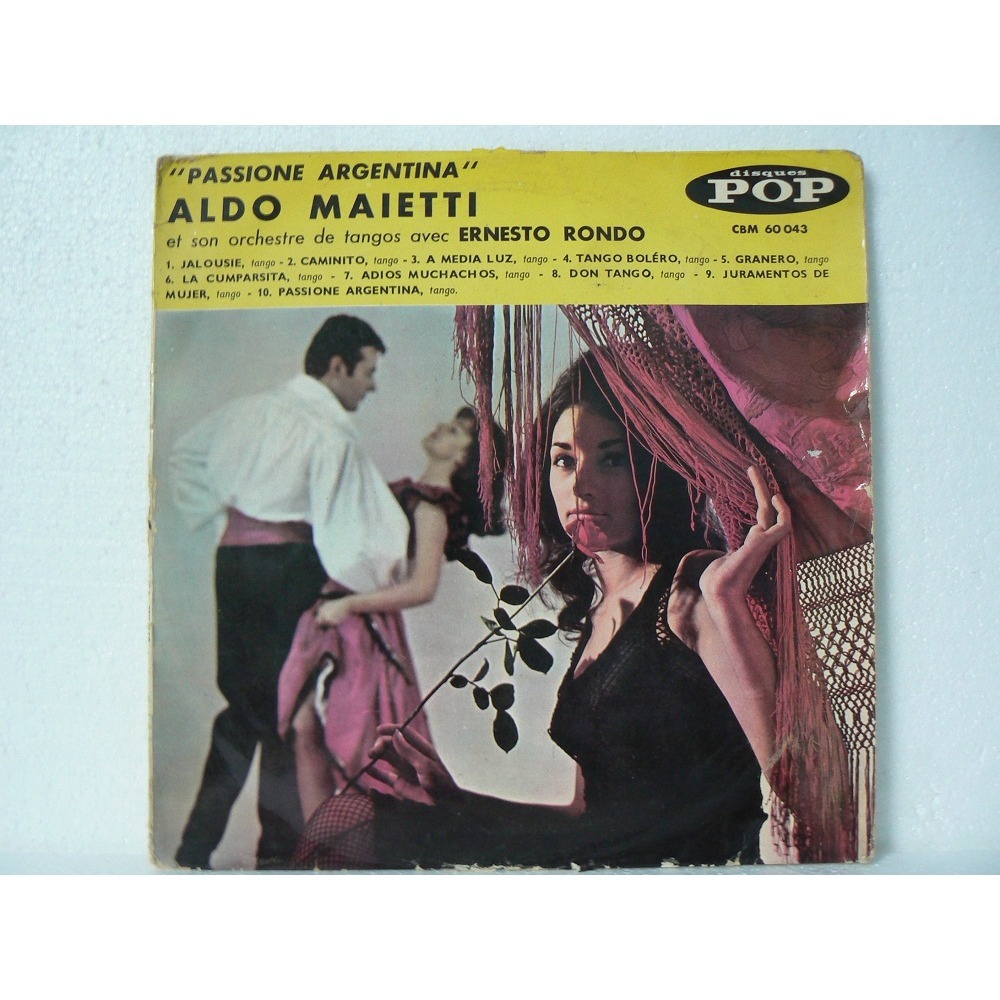 "PASSIONE ARGENTINA"
ALDO MAIETTI
et son orchestre de tangos avec ERNESTO RONDO
1. JALOUSIE, tango - 2. CAMINITO, tango - 3. A MEDIA LUZ, tango - 4. TANGO BOLÉRO, tango - 5. GRANERO, tango
6. LA CUMPARSITA, tango - 7. ADIOS MUCHACHOS, tango - 8. DON TANGO, tango - 9. JURAMENTOS DE
MUJER, tango - 10. PASSIONE ARGENTINA, tango.
disques
POP
CBM 60 043